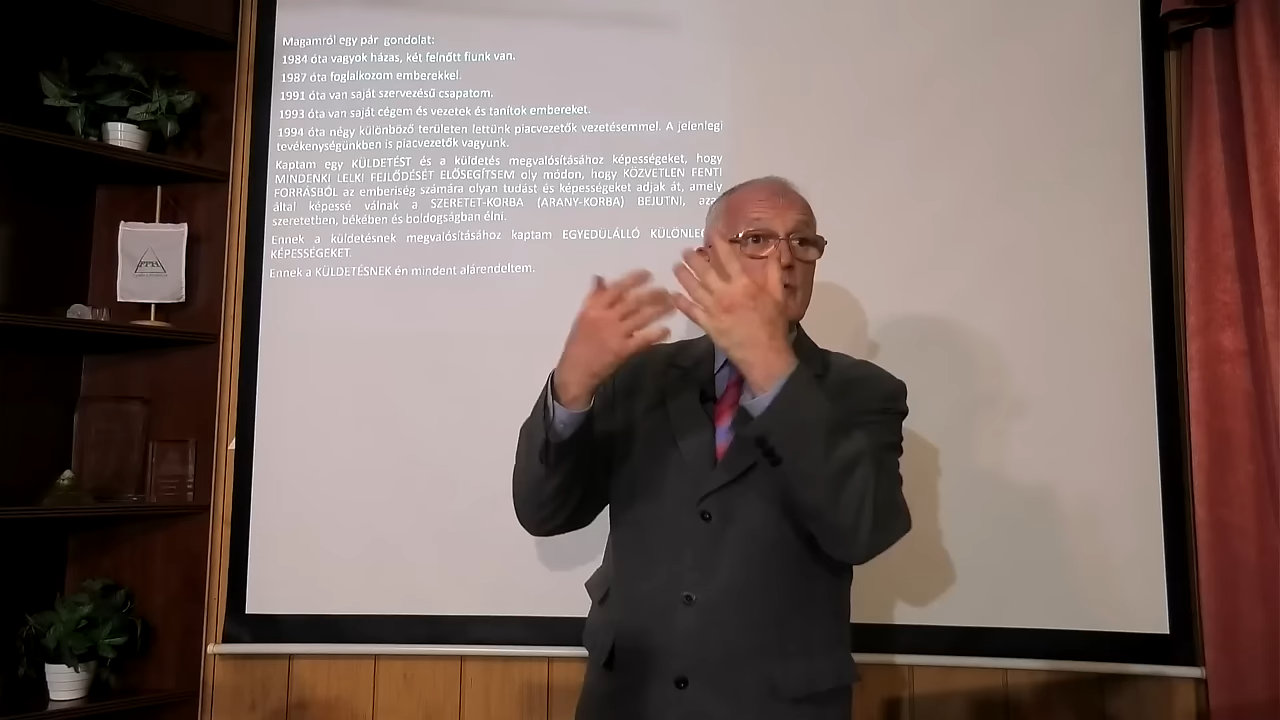 Magamról egy pár gondolat:
1984 óta vagyok házas, két felnőtt fiunk van.
1987 óta foglalkozom emberekkel.
1991 óta van saját szervezésű csapatom.
1993 óta van saját cégem és vezetek és tanítok embereket.
1994 óta négy különböző területen lettünk piacvezetők vezetésemmel. A jelenlegi
tevékenységünkben is piacvezetők vagyunk.
Kaptam egy KÜLDETÉST és a küldetés megvalósításához képességeket, hogy
MINDENKI LELKI FEJLŐDÉSÉT ELŐSEGÍTSEM oly módon, hogy KÖZVETLEN FENTI
FORRÁSBÓL az emberiség számára olyan tudást és képességeket adjak át, amely
által képessé válnak a SZERETET-KORBA (ARANY-KORBA) BEJUTNI,
szeretetben, békében és boldogságban élni.
Ennek a küldetésnek megvalósításához kaptam EGYEDÜLÁLLÓ
KÉPESSÉGEKET.
Ennek a KÜLDETÉSNEK én mindent alárendeltem.